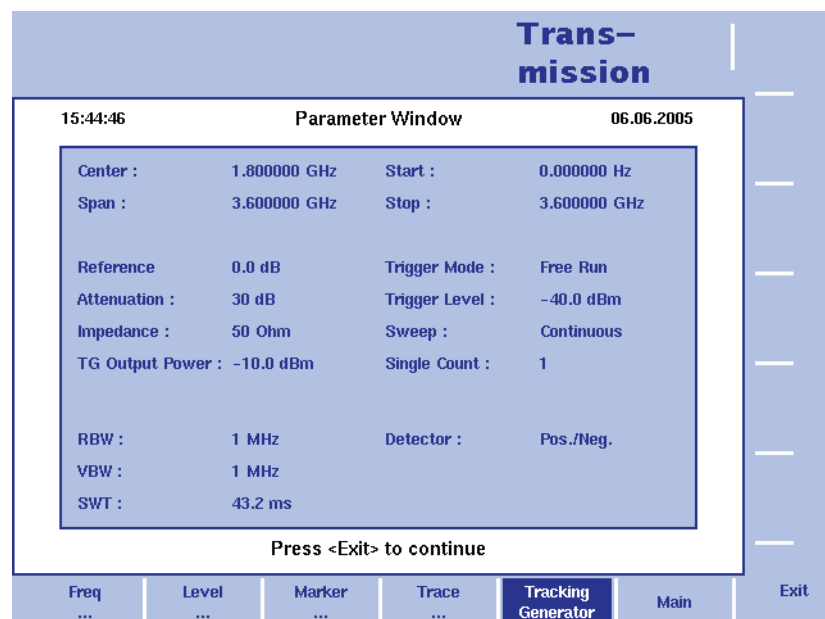 Trans–
mission
15:44:46 Parameter Window 06.06.2005
Center : 1.800000 GHz Start : 0.000000 Hz
Span : 3.600000 GHz Stop : 3.600000 GHz
Reference 0.0 dB Trigger Mode : Free Run
Attenuation : 30 dB Trigger Level : –40.0 dBm
Impedance : 50 Ohm Sweep : Continuous
TG Output Power : –10.0 dBm Single Count : 1
RBW : 1 MHz Detector : Pos./Neg.
VBW : 1 MHz
SWT : 43.2 ms
Press <Exit> to continue
Freq Level Marker Trace Tracking Main Exit
... ... ... ... Generator